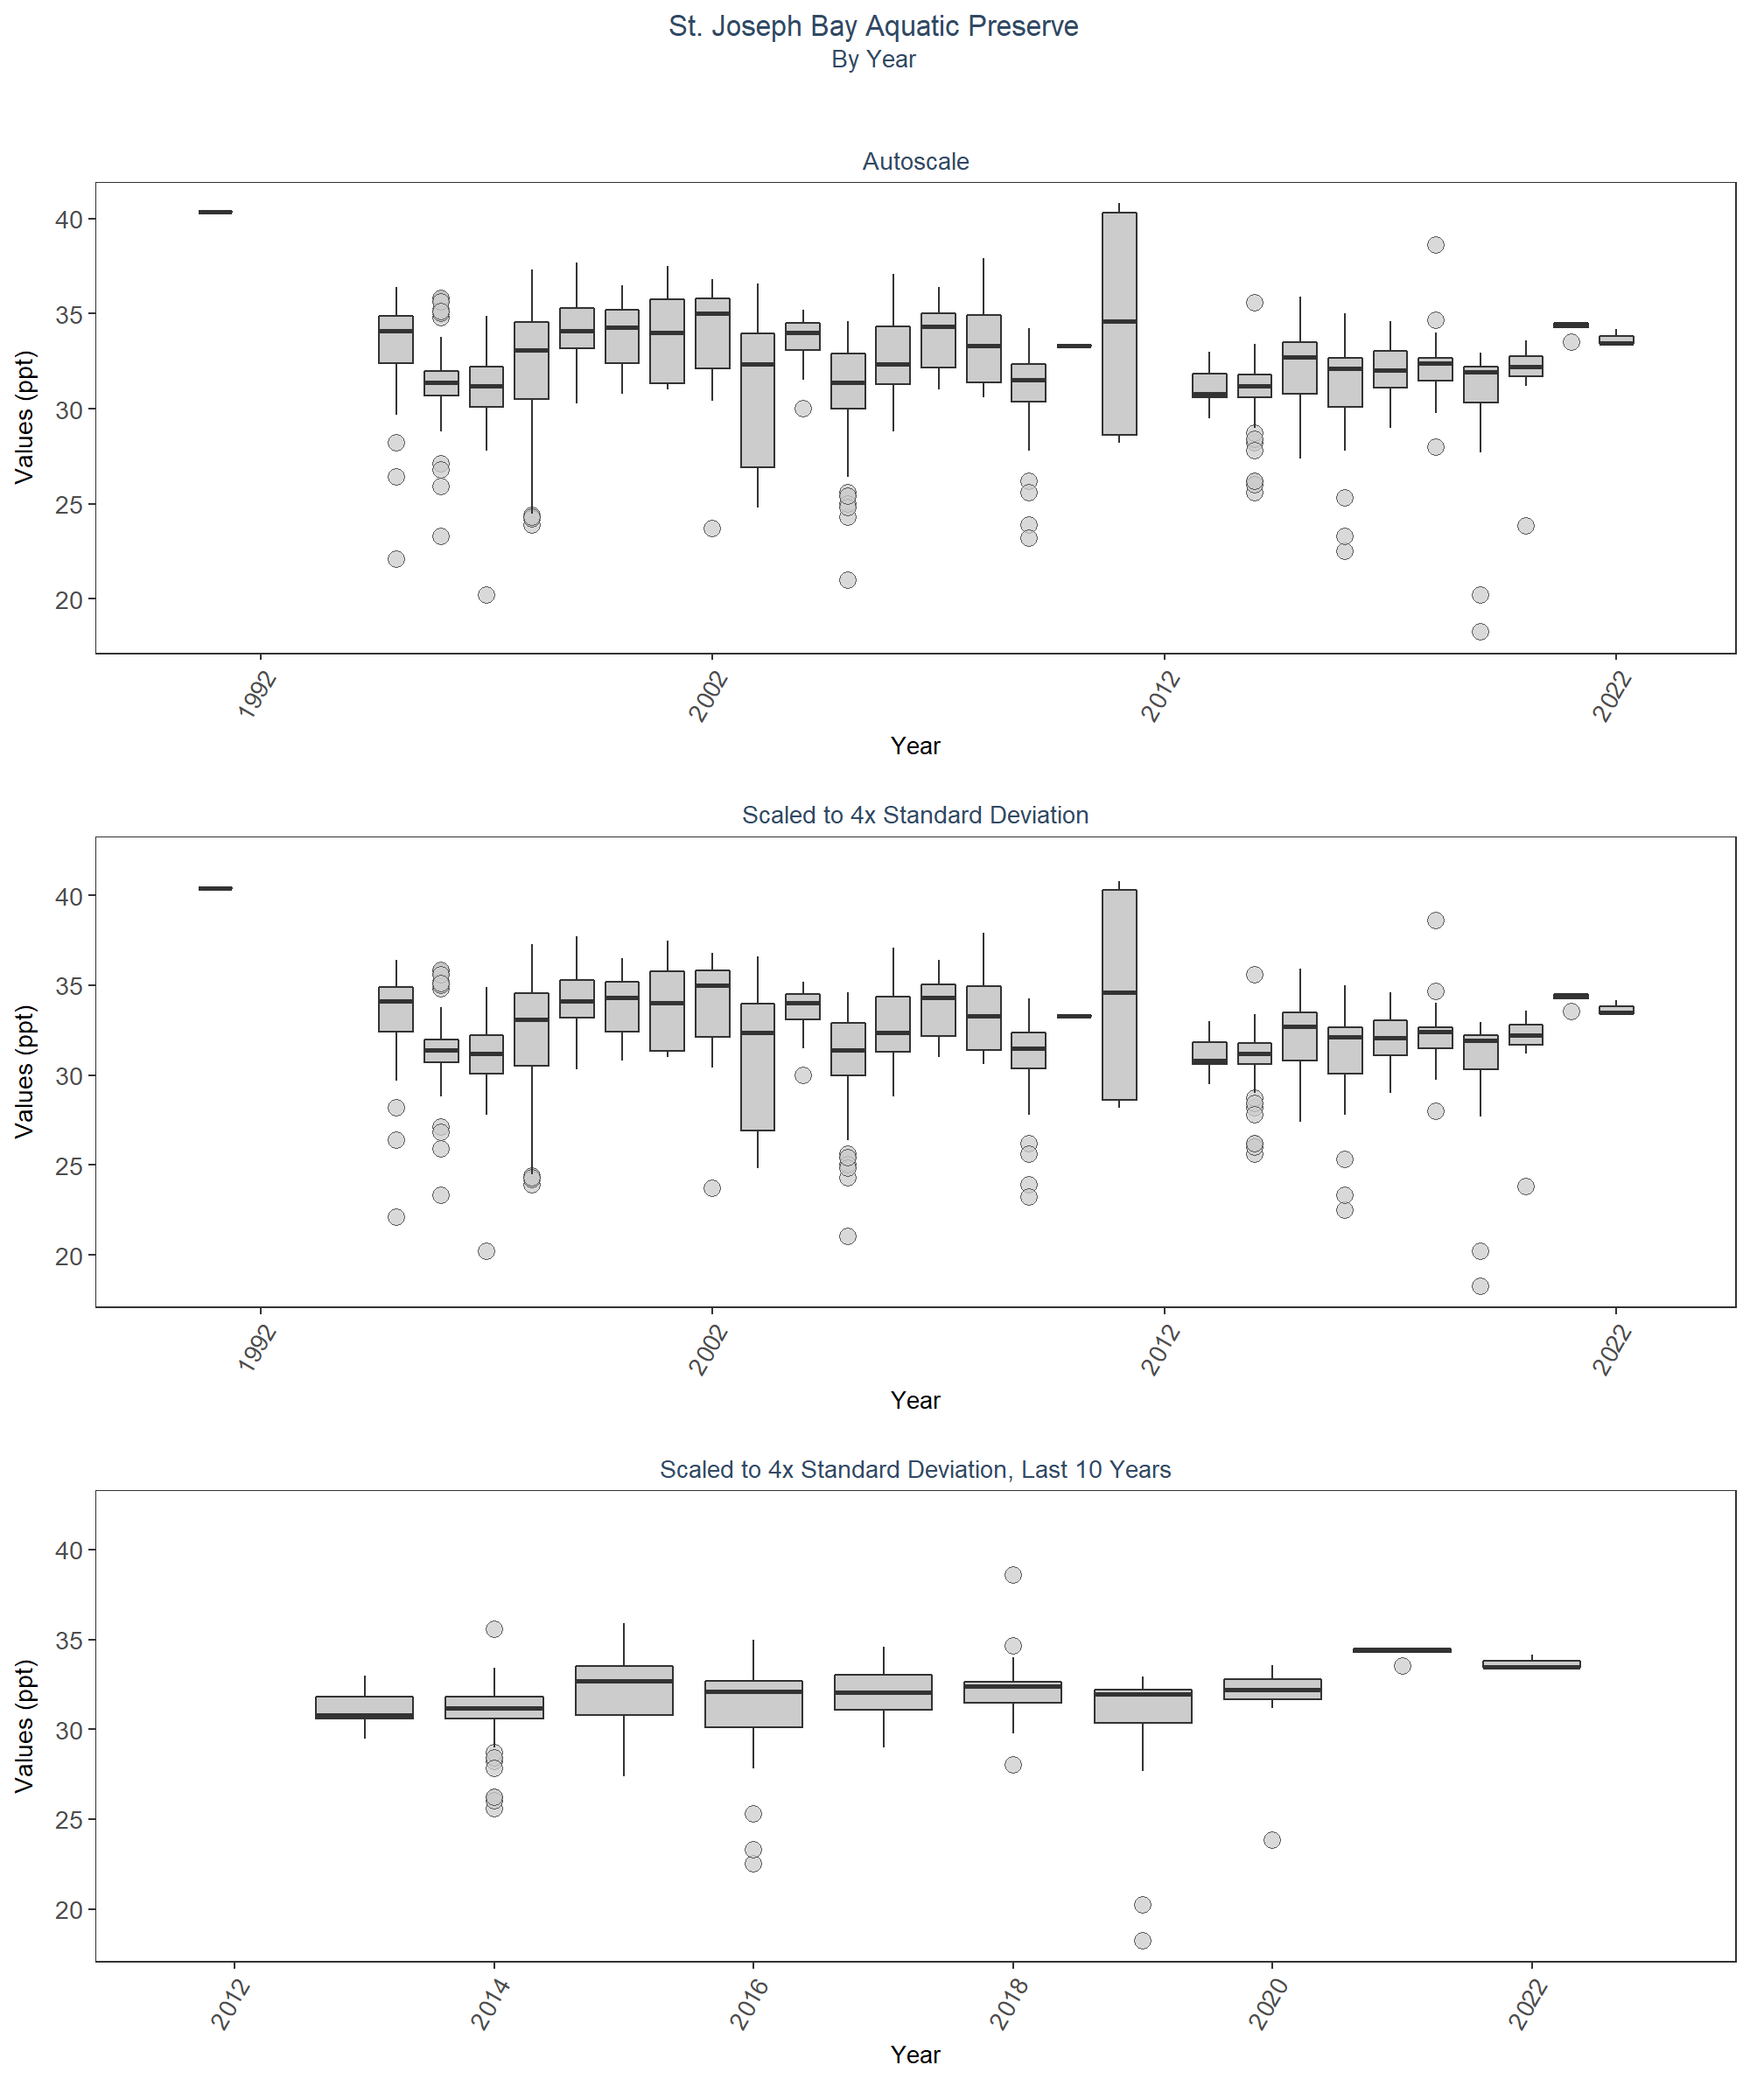 St. Joseph Bay Aquatic Preserve
By Year
Autoscale
Values (ppt)
40
35
30
25
20
1992
2002
2012
2022
Year
Scaled to 4x Standard Deviation
Values (ppt)
40
35
30
25
20
1992
2002
2012
2022
Year
Scaled to 4x Standard Deviation, Last 10 Years
Values (ppt)
40
35
30
25
20
2012
2014
2016
2018
2020
2022
Year